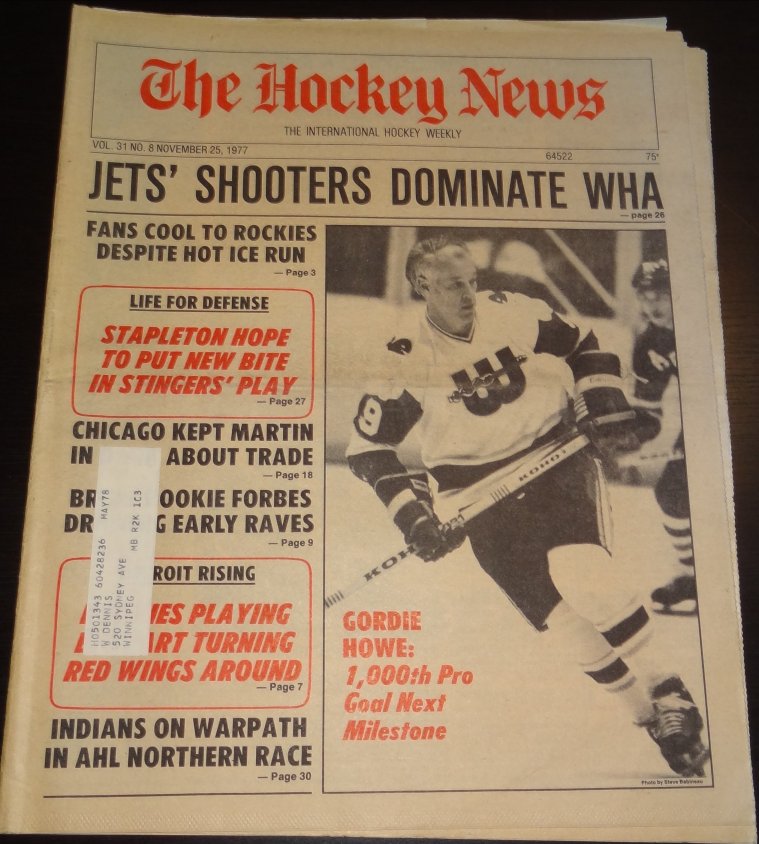 The Hockey News
THE INTERNATIONAL HOCKEY WEEKLY
VOL. 31 NO. 8 NOVEMBER 25, 1977 64522 75¢
JETS' SHOOTERS DOMINATE WHA
— page 26
FANS COOL TO ROCKIES
DESPITE HOT ICE RUN
— Page 3
LIFE FOR DEFENSE
STAPLETON HOPE
TO PUT NEW BITE
IN STINGERS' PLAY
— Page 27
CHICAGO KEPT MARTIN
IN ABOUT TRADE
— Page 18
BR OOKIE FORBES
DR G EARLY RAVES
— Page 9
ROIT RISING
IES PLAYING
ART TURNING
RED WINGS AROUND
— Page 7
INDIANS ON WARPATH
IN AHL NORTHERN RACE
— Page 30
H0501343 60428236 MAY78
W DENNIS
520 SYDNEY AVE
WINNIPEG MB R2K 1G3
9
KOHO
KOHO
GORDIE
HOWE:
1,000th Pro
Goal Next
Milestone
Photo by Steve Babineau